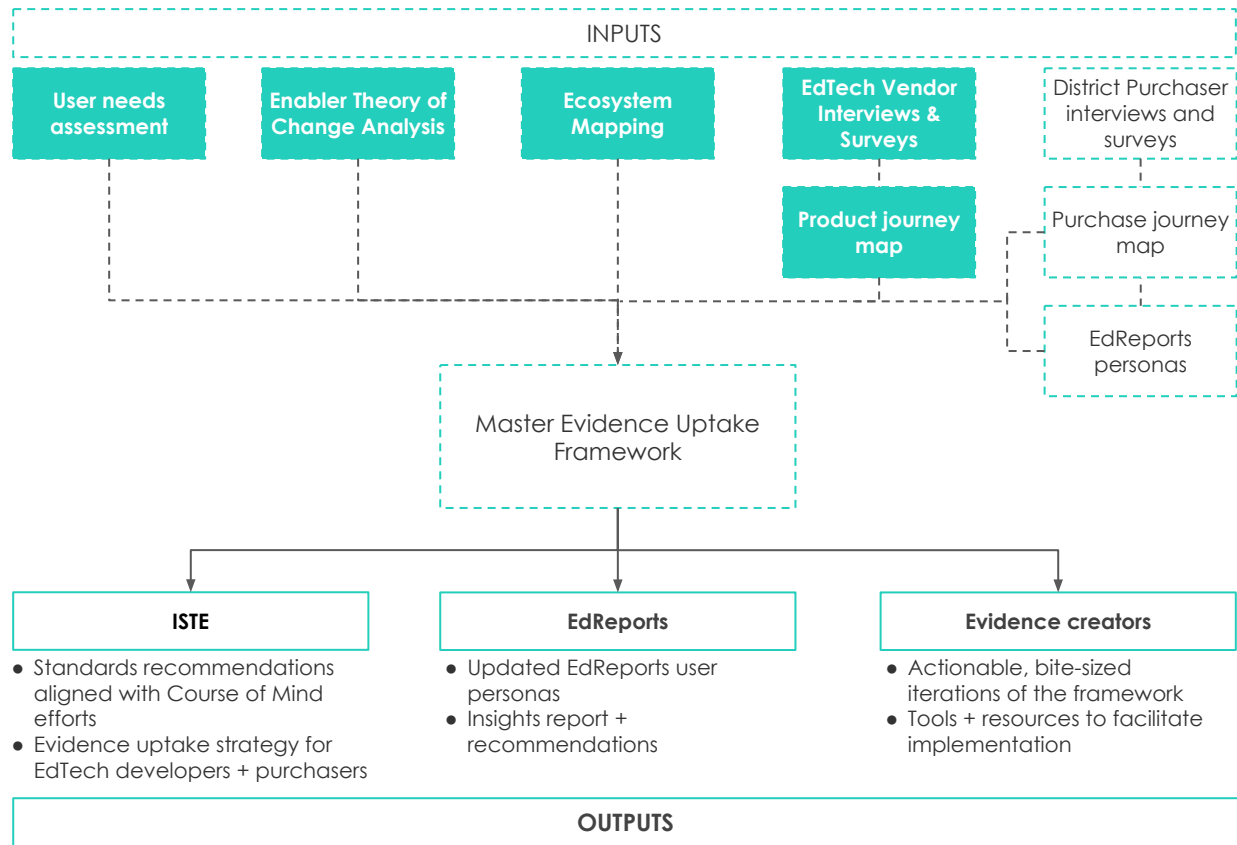 INPUTS
User needs
assessment
Enabler Theory of
Change Analysis
Ecosystem
Mapping
EdTech Vendor
Interviews &
Surveys
District Purchaser
interviews and
surveys
Product journey
map
Purchase journey
map
EdReports
personas
Master Evidence Uptake
Framework
ISTE
● Standards recommendations
aligned with Course of Mind
efforts
● Evidence uptake strategy for
EdTech developers + purchasers
EdReports
● Updated EdReports user
personas
● Insights report +
recommendations
Evidence creators
● Actionable, bite-sized
iterations of the framework
● Tools + resources to facilitate
implementation
OUTPUTS